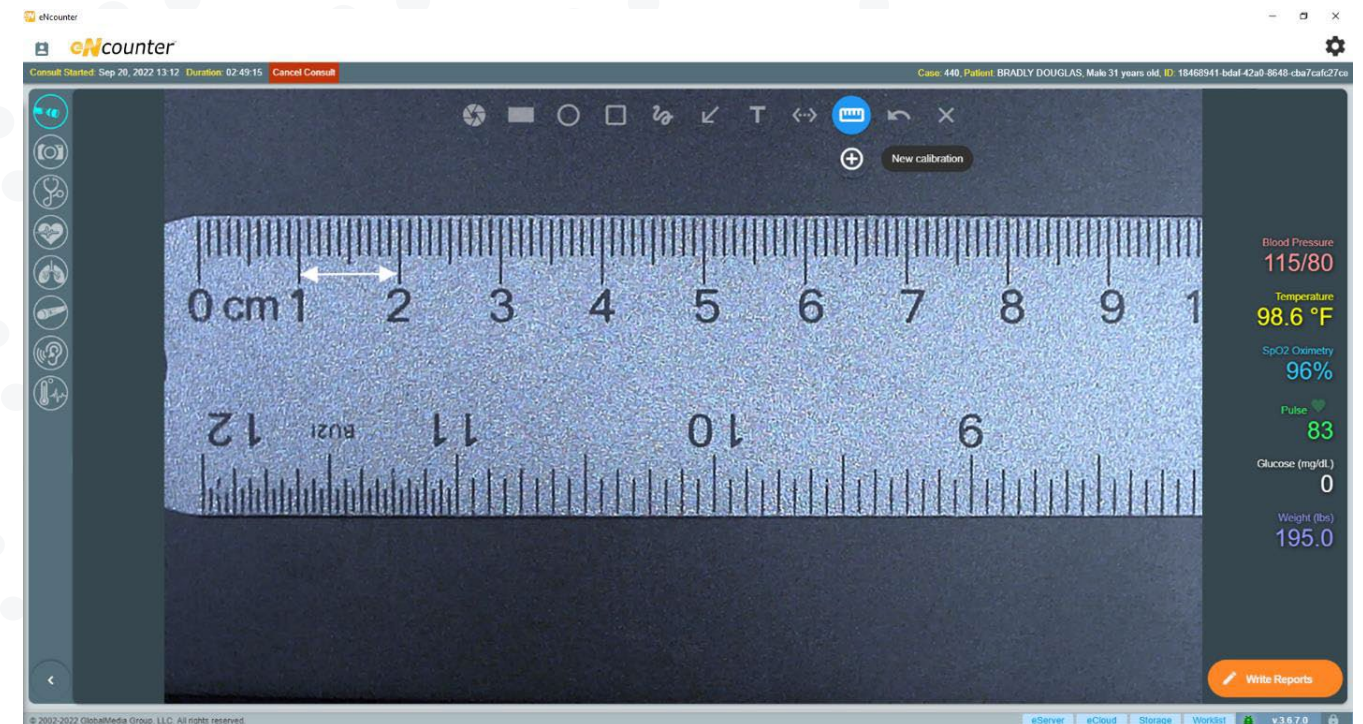 eNcounter
eNcounter
Consult Started: Sep 20, 2022 13:12 Duration: 02:49:15 Cancel Consult
Case: 440, Patient: BRADLY DOUGLAS, Male 31 years old, ID: 18468941-bdaf-42a0-8648-cba7cafc27ce
T
New calibration
0 cm 1 2 3 4 5 6 7 8 9 1
12 11 10 9
BU21
Blood Pressure
115/80
Temperature
98.6 °F
SpO2 Oximetry
96%
Pulse
83
Glucose (mg/dL)
0
Weight (lbs)
195.0
Write Reports
© 2002-2022 GlobalMedia Group, LLC. All rights reserved.
eServer eCloud Storage Worklist v.3.6.7.0